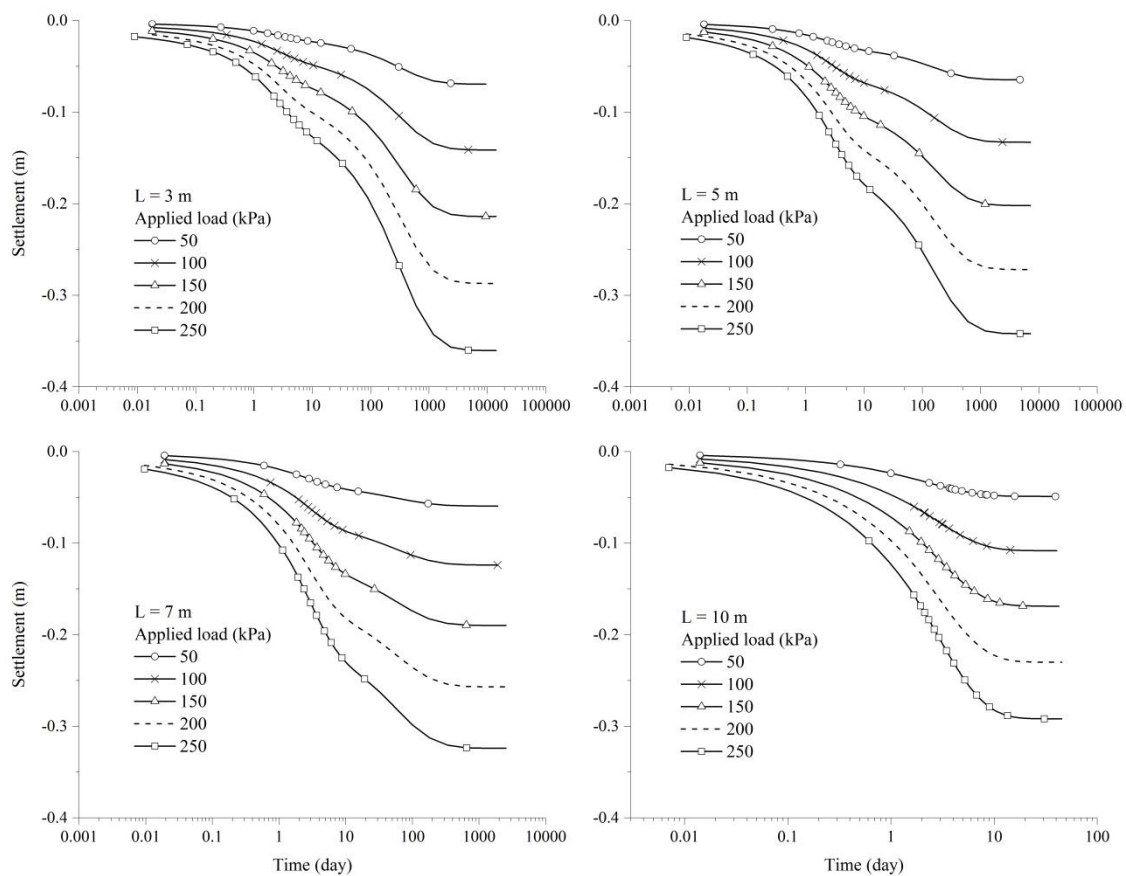 0.0
-0.1
-0.2
-0.3
-0.4
Settlement (m)
L = 3 m
Applied load (kPa)
50
100
150
200
250
0.001 0.01 0.1 1 10 100 1000 10000 100000
0.0
-0.1
-0.2
-0.3
-0.4
L = 5 m
Applied load (kPa)
50
100
150
200
250
0.001 0.01 0.1 1 10 100 1000 10000 100000
0.0
-0.1
-0.2
-0.3
-0.4
Settlement (m)
L = 7 m
Applied load (kPa)
50
100
150
200
250
0.001 0.01 0.1 1 10 100 1000 10000
Time (day)
0.0
-0.1
-0.2
-0.3
-0.4
L = 10 m
Applied load (kPa)
50
100
150
200
250
0.01 0.1 1 10 100
Time (day)